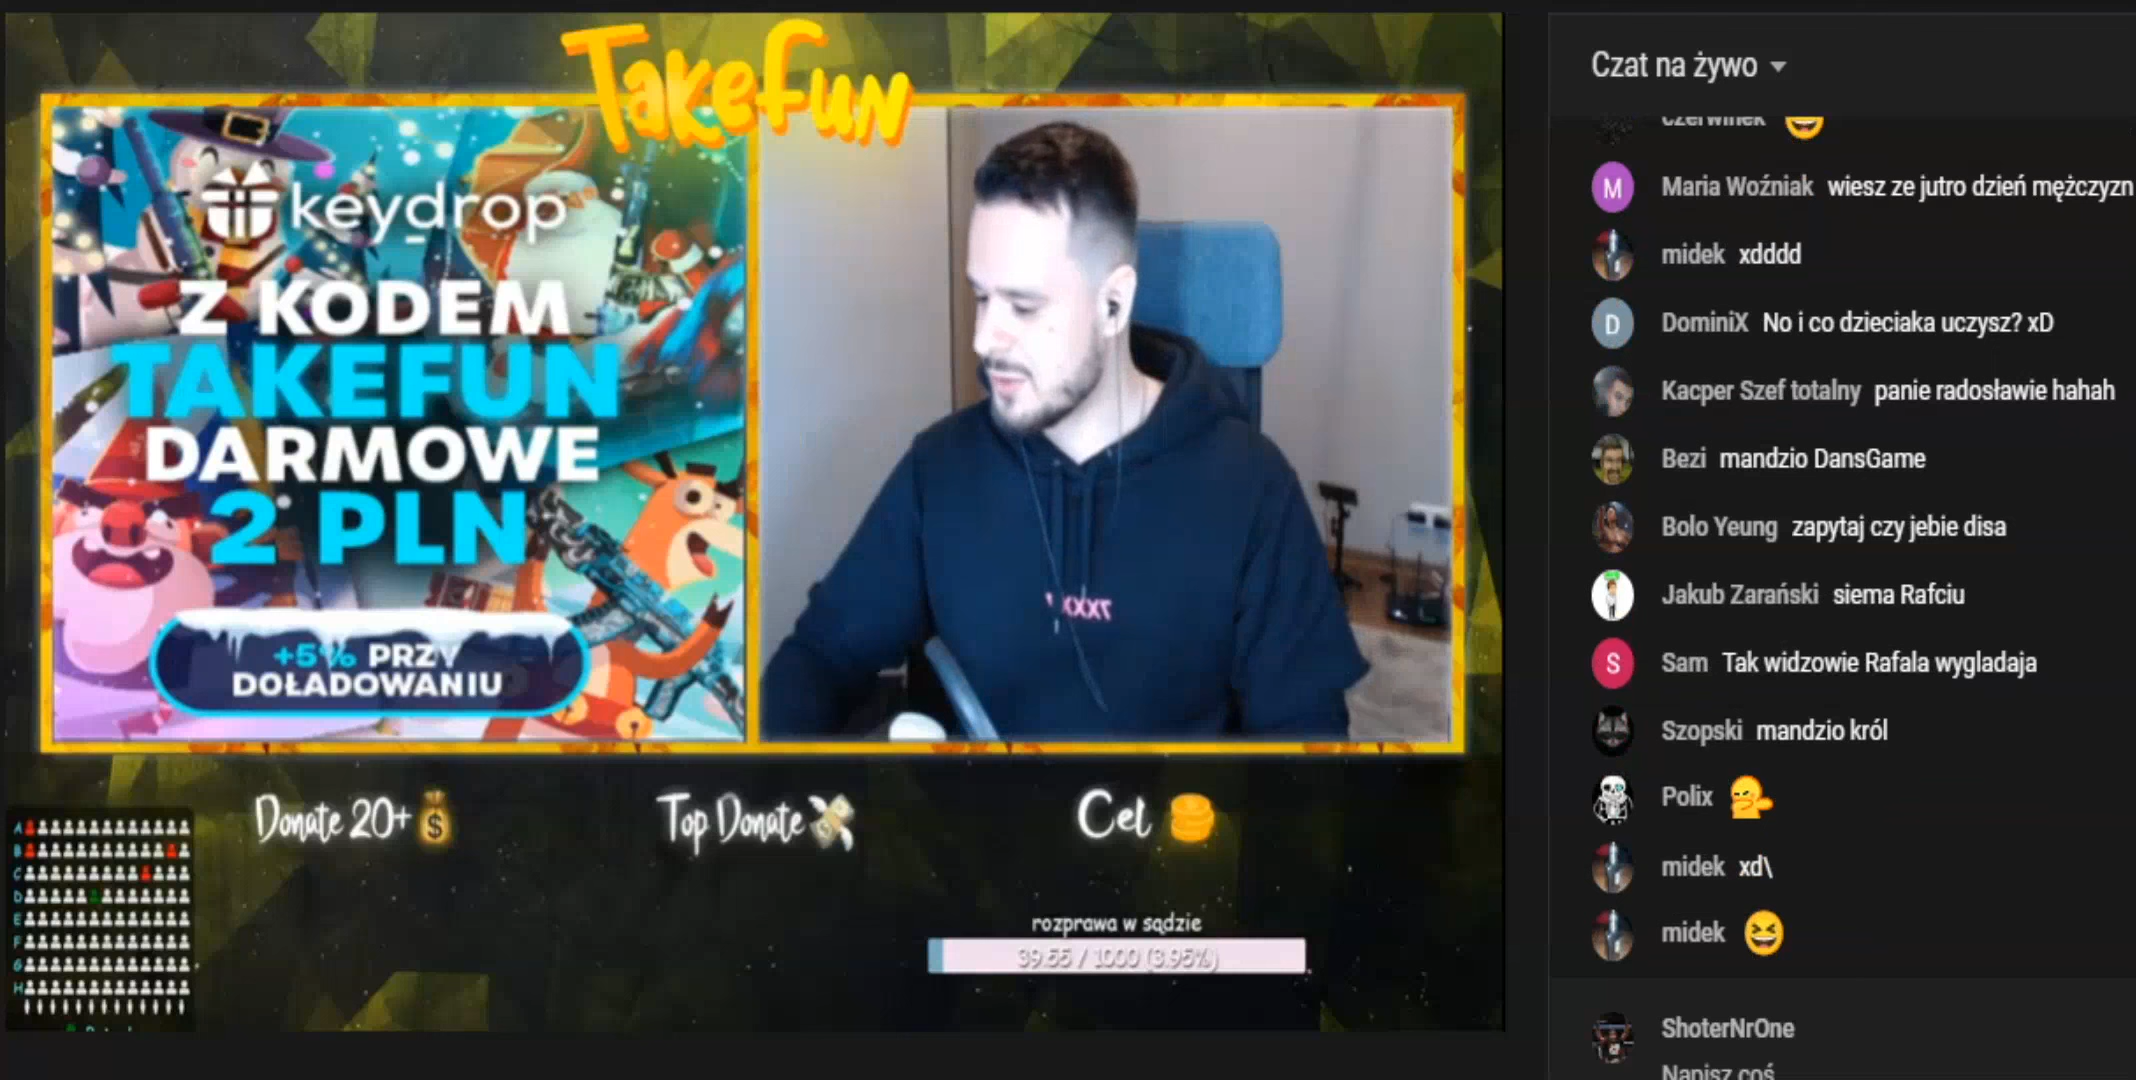 TakeFun
keydrop
Z KODEM
TAKEFUN
DARMOWE
2 PLN
+5% PRZY
DOŁADOWANIU
Donate 20+
Top Donate
Cel
rozprawa w sądzie
39.55 / 1000 (3.95%)
A
B
C
D
E
F
G
H
Czat na żywo
czerwinek
M Maria Woźniak wiesz ze jutro dzień mężczyzn
midek xdddd
D DominiX No i co dzieciaka uczysz? xD
Kacper Szef totalny panie radosławie hahah
Bezi mandzio DansGame
Bolo Yeung zapytaj czy jebie disa
Jakub Zarański siema Rafciu
S Sam Tak widzowie Rafala wygladaja
Szopski mandzio król
Polix
midek xd\
midek
ShoterNrOne
Napisz coś